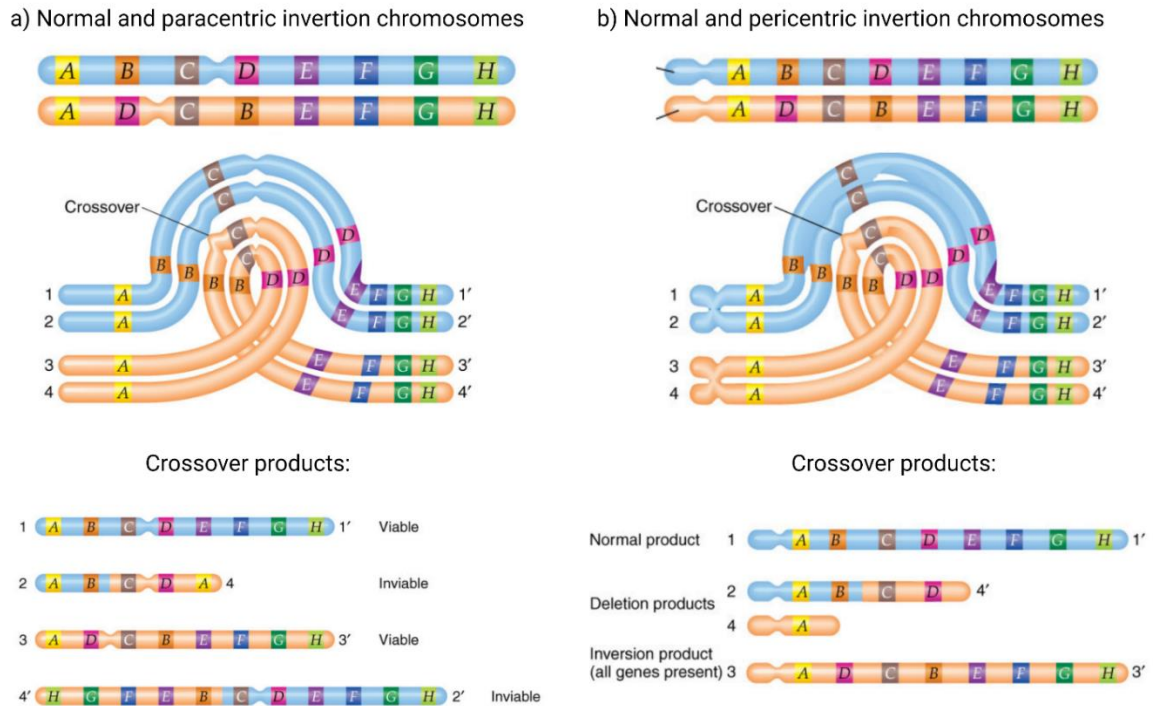 a) Normal and paracentric invertion chromosomes
A B C D E F G H
A D C B E F G H
C
C
Crossover
C
C
D
D
B B B B D D
1 A E F G H 1′
2 A E F G H 2′
3 A E F G H 3′
4 A E F G H 4′
Crossover products:
1 A B C D E F G H 1′ Viable
2 A B C D A 4 Inviable
3 A D C B E F G H 3′ Viable
4′ H G F E B C D E F G H 2′ Inviable
b) Normal and pericentric invertion chromosomes
A B C D E F G H
A D C B E F G H
C
C
Crossover
C
C
D
D
B B B B D D
1 A E F G H 1′
2 A E F G H 2′
3 A E F G H 3′
4 A E F G H 4′
Crossover products:
Normal product 1 A B C D E F G H 1′
2 A B C D 4′
Deletion products
4 A
Inversion product
(all genes present) 3 A D C B E F G H 3′